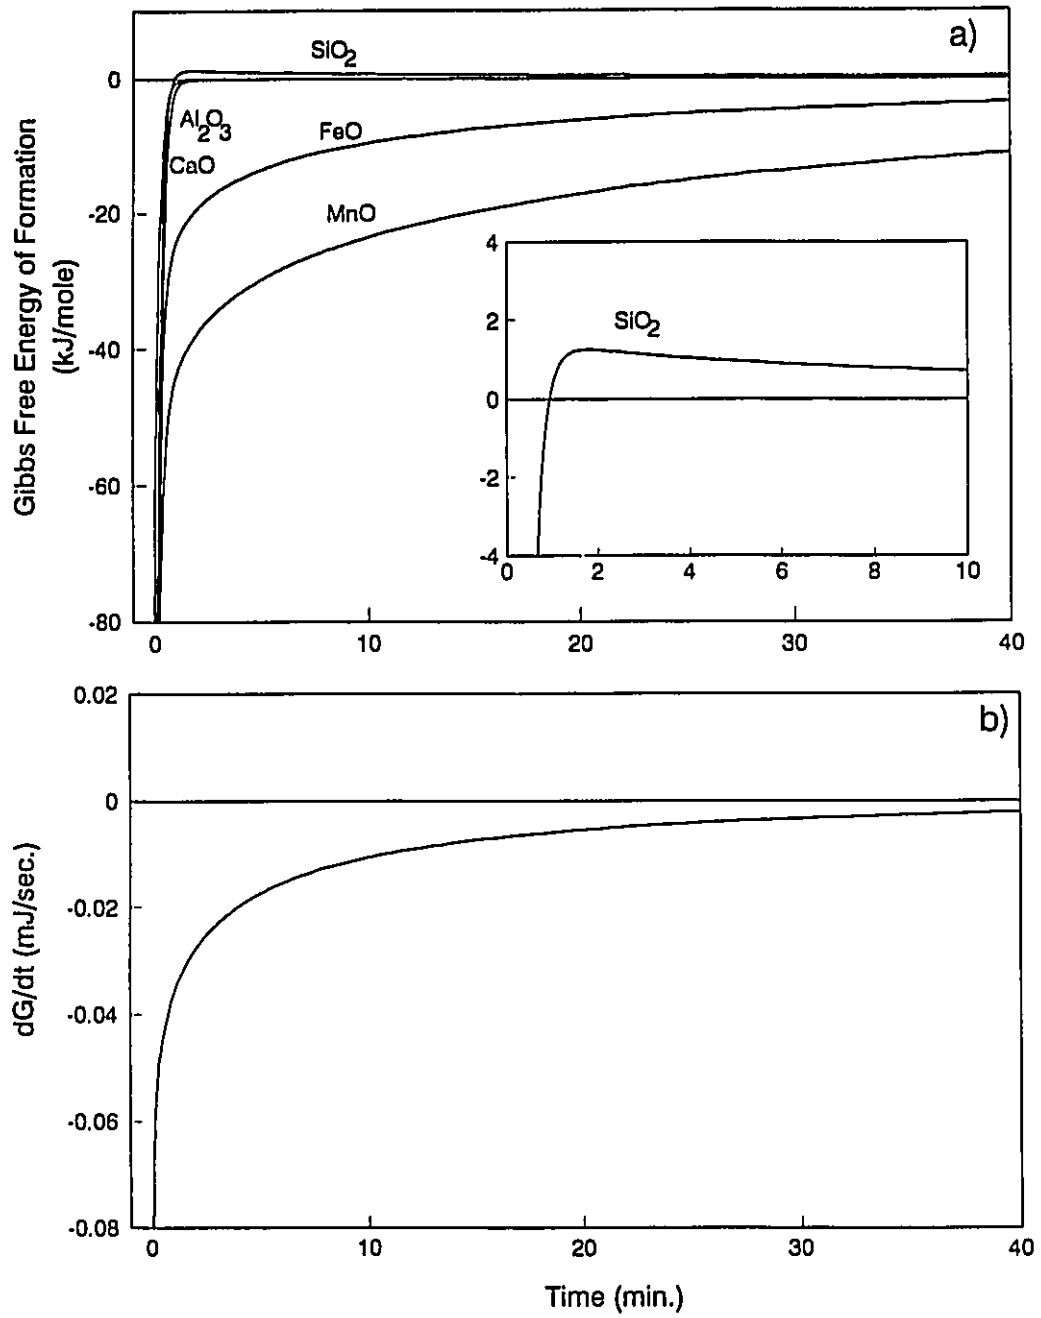 a)
SiO2
0
Al2O3
FeO
CaO
-20
MnO
4
2
SiO2
-40
0
-60
-2
-4
0 2 4 6 8 10
-80
0 10 20 30 40
Gibbs Free Energy of Formation
(kJ/mole)
0.02
b)
0
-0.02
-0.04
-0.06
-0.08
0 10 20 30 40
dG/dt (mJ/sec.)
Time (min.)